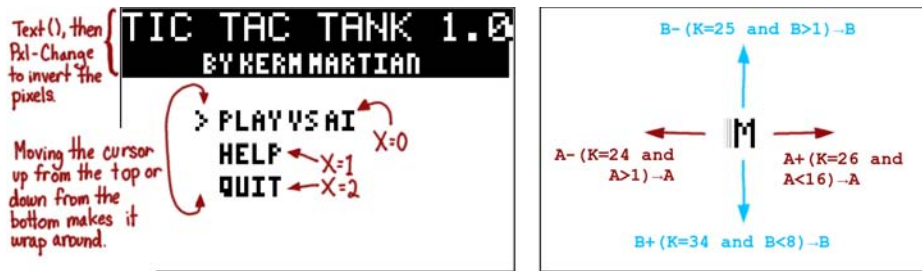 Text(), then
Pxl-Change
to invert the
pixels.
TIC TAC TANK 1.0
BY KERM MARTIAN
> PLAY VS AI
HELP
QUIT
X=0
X=1
X=2
Moving the cursor
up from the top or
down from the
bottom makes it
wrap around.
B-(K=25 and B>1)→B
A-(K=24 and
A>1)→A
M
A+(K=26 and
A<16)→A
B+(K=34 and B<8)→B